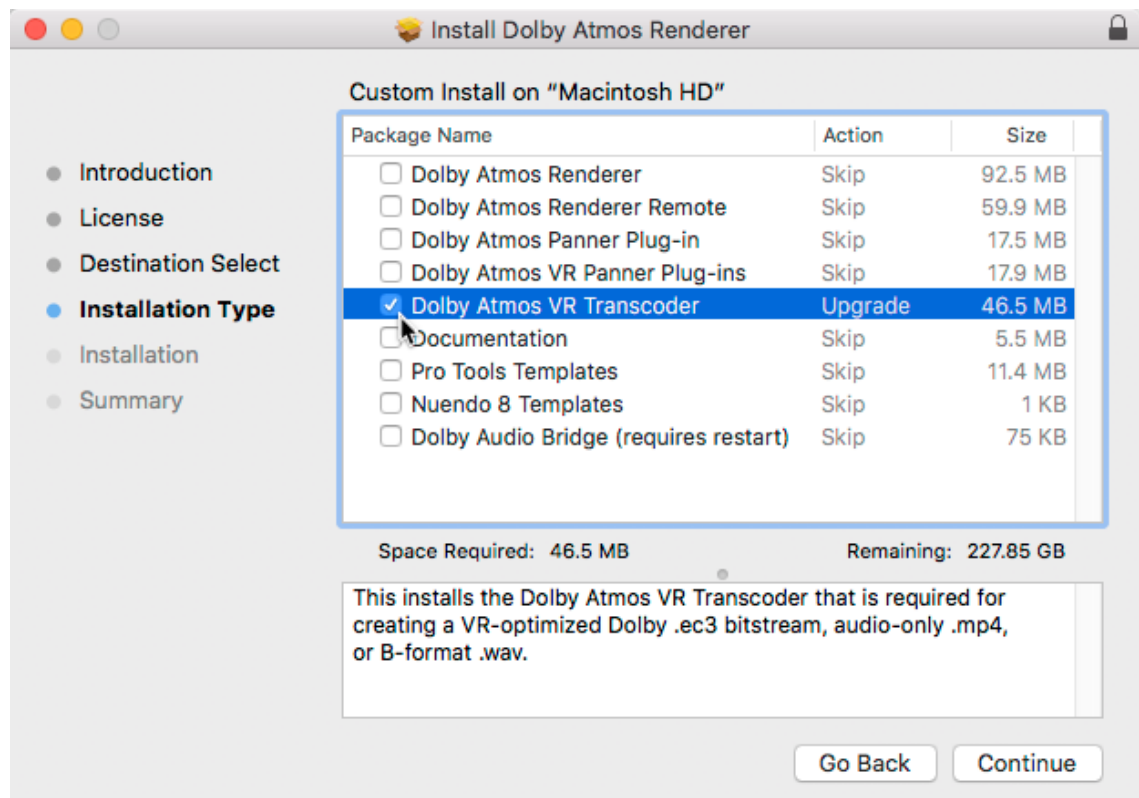 Install Dolby Atmos Renderer
Custom Install on “Macintosh HD”
Introduction
License
Destination Select
Installation Type
Installation
Summary
Package Name Action Size
Dolby Atmos Renderer Skip 92.5 MB
Dolby Atmos Renderer Remote Skip 59.9 MB
Dolby Atmos Panner Plug-in Skip 17.5 MB
Dolby Atmos VR Panner Plug-ins Skip 17.9 MB
Dolby Atmos VR Transcoder Upgrade 46.5 MB
Documentation Skip 5.5 MB
Pro Tools Templates Skip 11.4 MB
Nuendo 8 Templates Skip 1 KB
Dolby Audio Bridge (requires restart) Skip 75 KB
Space Required: 46.5 MB Remaining: 227.85 GB
This installs the Dolby Atmos VR Transcoder that is required for
creating a VR-optimized Dolby .ec3 bitstream, audio-only .mp4,
or B-format .wav.
Go Back Continue